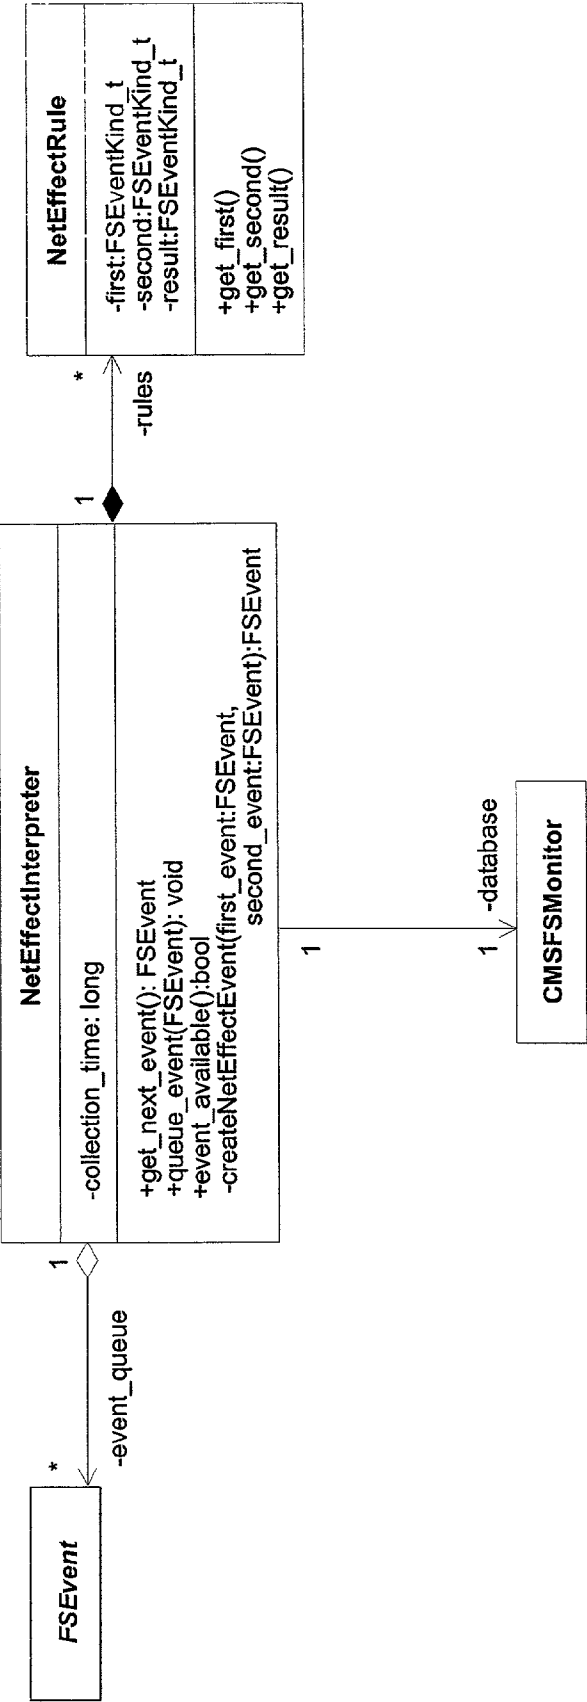 FSEvent
*
-event_queue
1
NetEffectInterpreter
-collection_time: long
+get_next_event(): FSEvent
+queue_event(FSEvent): void
+event_available():bool
-createNetEffectEvent(first_event:FSEvent,
second_event:FSEvent):FSEvent
1
*
-rules
NetEffectRule
-first:FSEventKind_t
-second:FSEventKind_t
-result:FSEventKind_t
+get_first()
+get_second()
+get_result()
1
1
-database
CMSFSMonitor